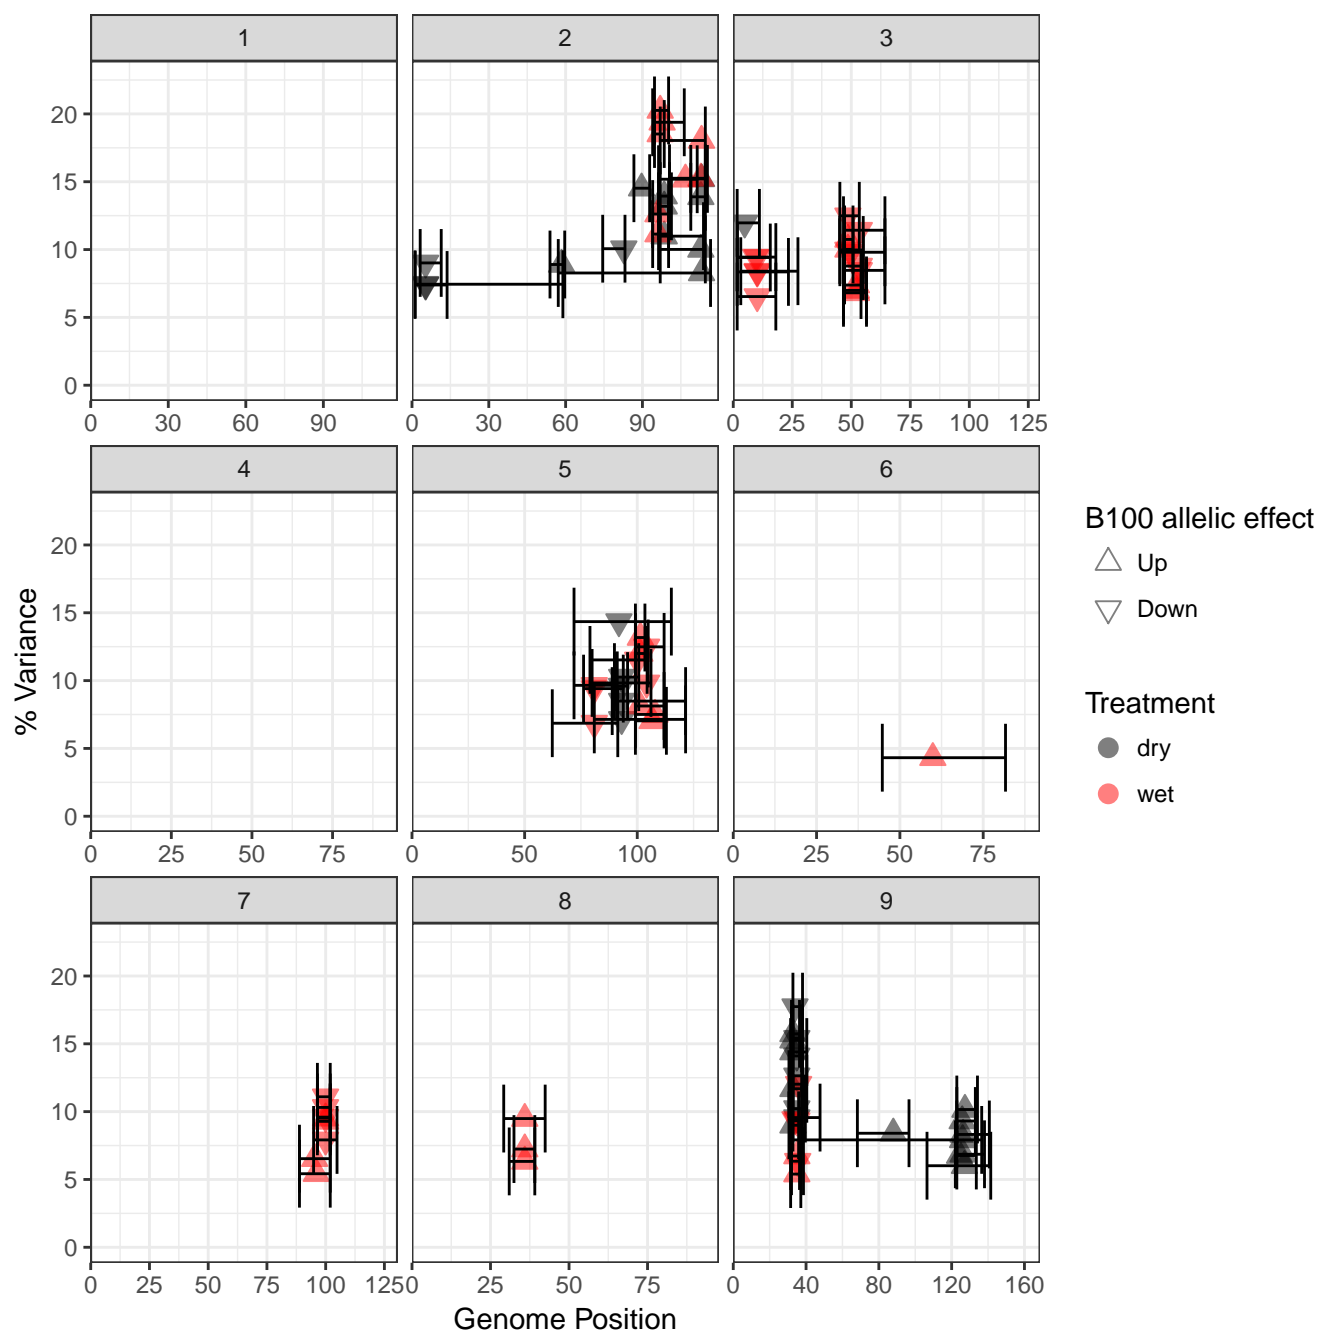 1 2 3
20
15
10
5
0
0 30 60 90 0 30 60 90 0 25 50 75 100 125
4 5 6
20
15
10
5
0
0 25 50 75 0 50 100 0 25 50 75
7 8 9
20
15
10
5
0
0 25 50 75 100 125 0 25 50 75 0 40 80 120 160
% Variance
Genome Position
B100 allelic effect
Up
Down
Treatment
dry
wet